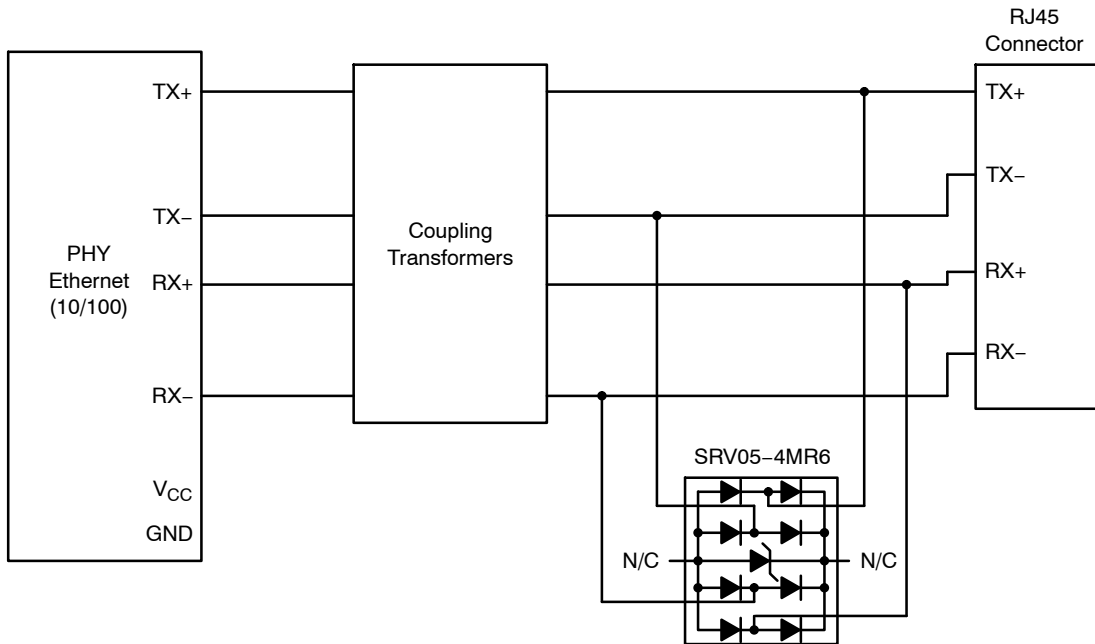 RJ45
Connector
TX+
TX−
RX+
RX−
PHY
Ethernet
(10/100)
VCC
GND
Coupling
Transformers
TX+
TX−
RX+
RX−
SRV05−4MR6
N/C
N/C